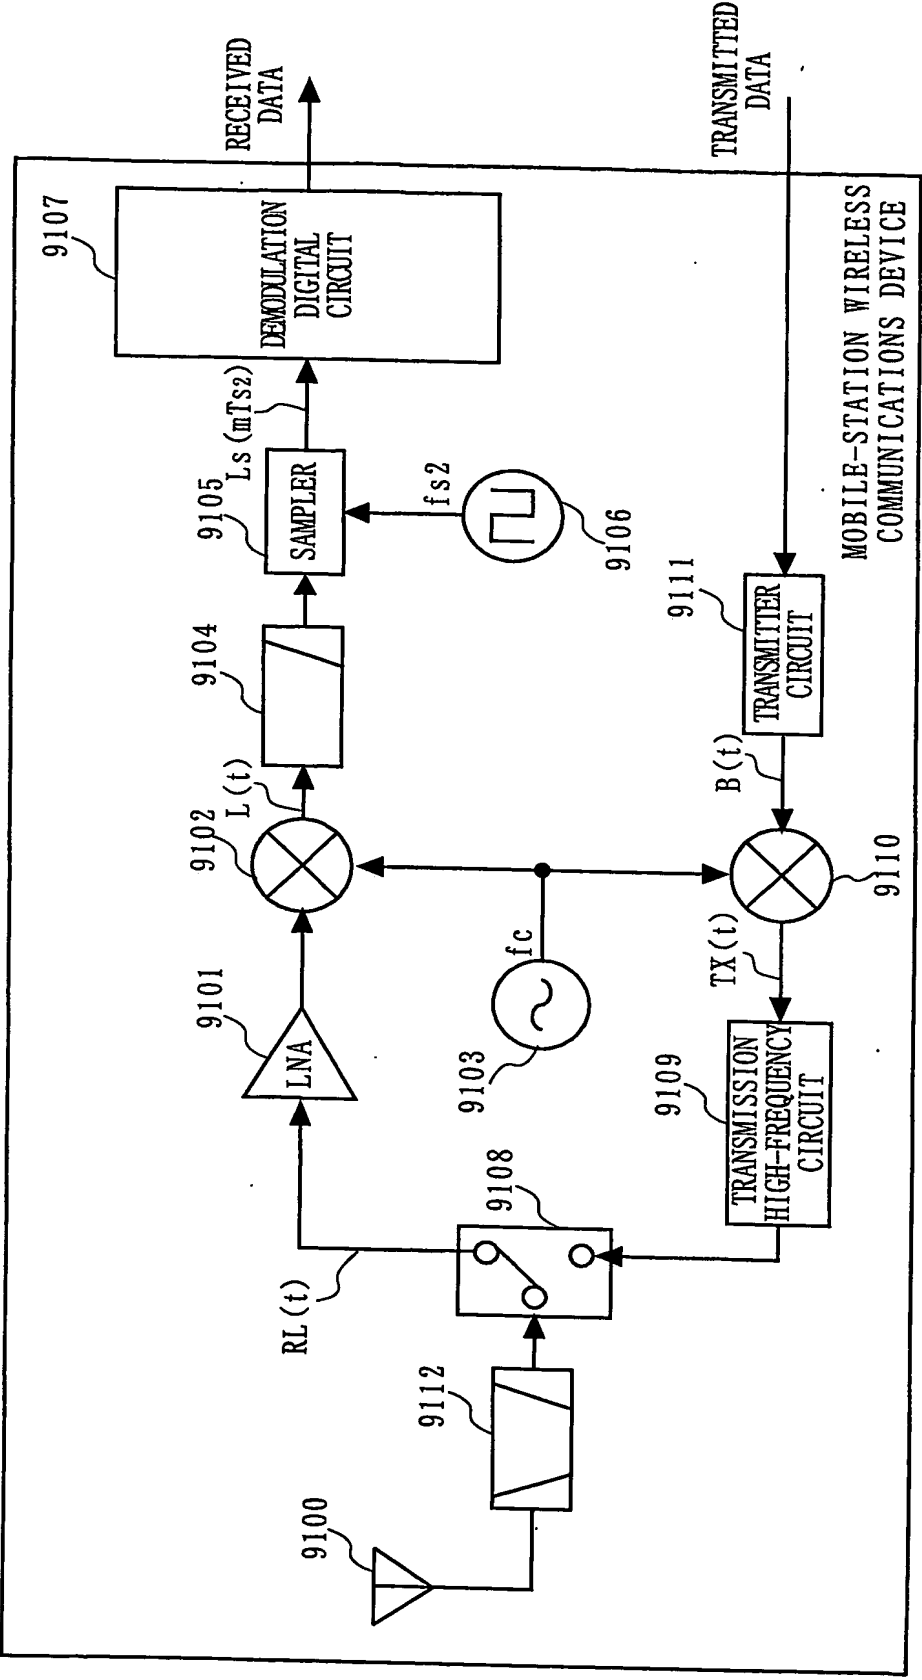 9100
9112
RL(t)
9108
9101
LNA
9102
L(t)
9104
9105
SAMPLER
Ls(mTs2)
9107
DEMODULATION
DIGITAL
CIRCUIT
RECEIVED
DATA
9103
fc
fs2
9106
9109
TRANSMISSION
HIGH-FREQUENCY
CIRCUIT
TX(t)
9110
B(t)
9111
TRANSMITTER
CIRCUIT
TRANSMITTED
DATA
MOBILE-STATION WIRELESS
COMMUNICATIONS DEVICE